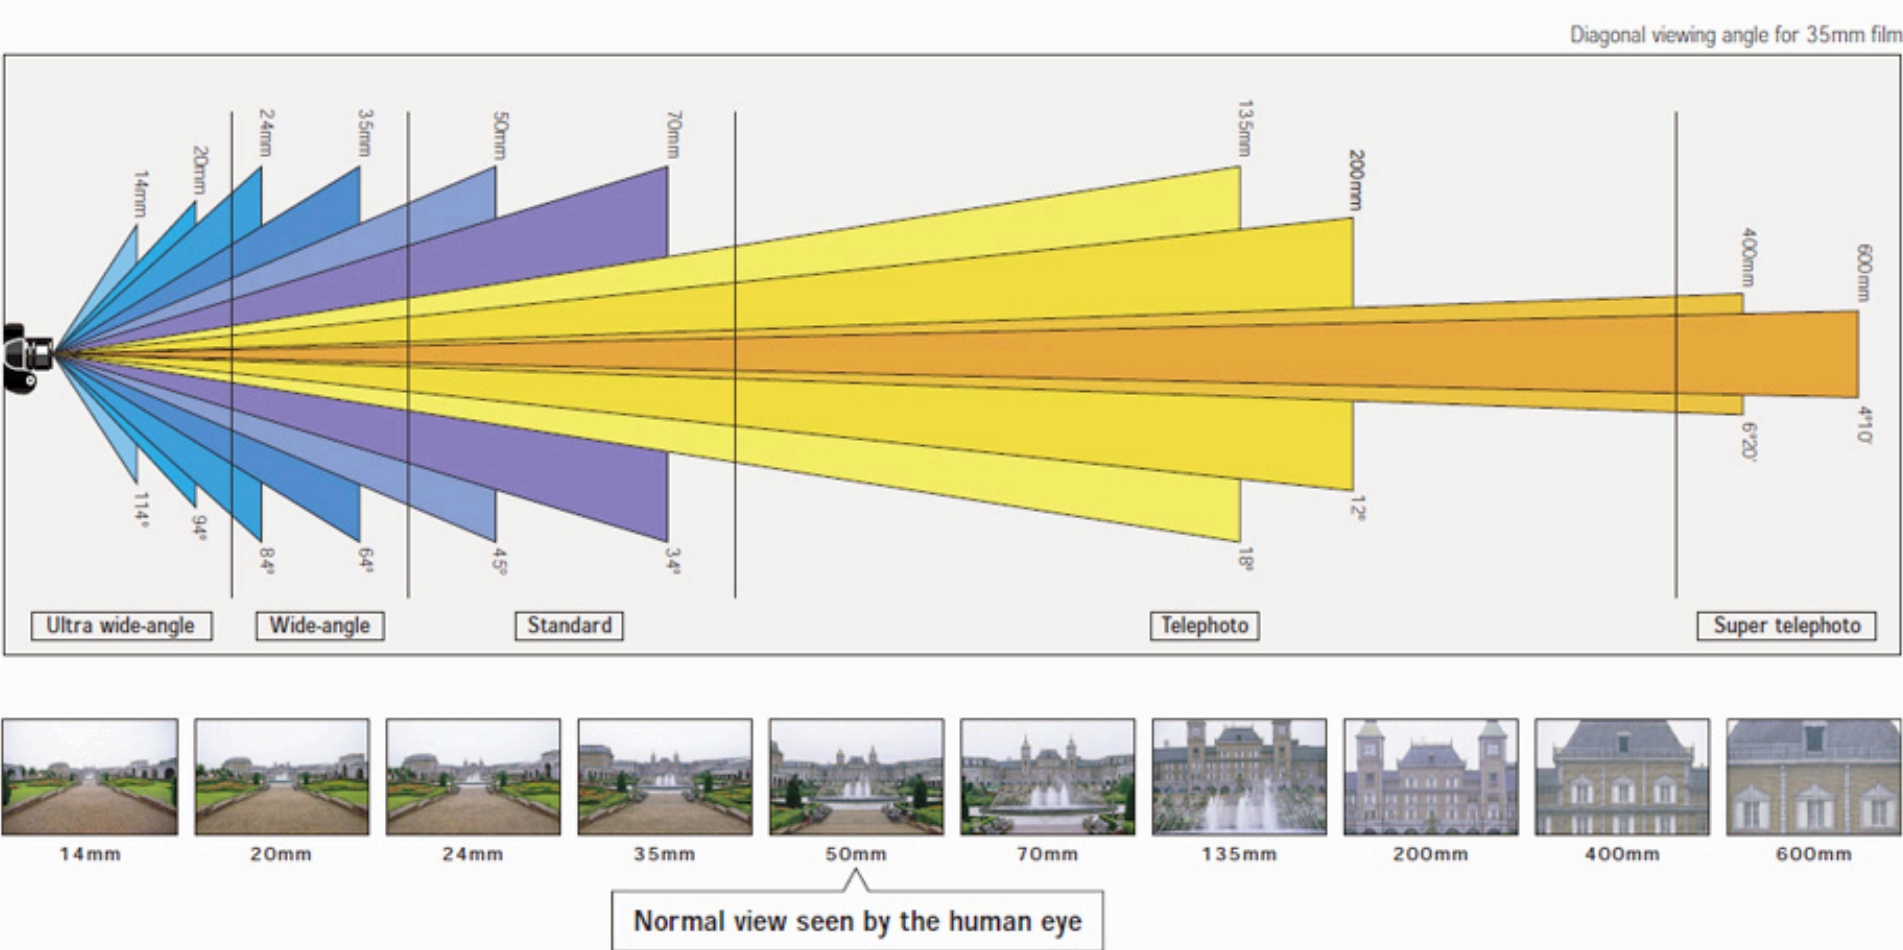 Diagonal viewing angle for 35mm film
14mm
20mm
24mm
35mm
50mm
70mm
135mm
200mm
400mm
600mm
114°
94°
84°
64°
45°
34°
18°
12°
6°20'
4°10'
Ultra wide-angle
Wide-angle
Standard
Telephoto
Super telephoto
14mm
20mm
24mm
35mm
50mm
70mm
135mm
200mm
400mm
600mm
Normal view seen by the human eye